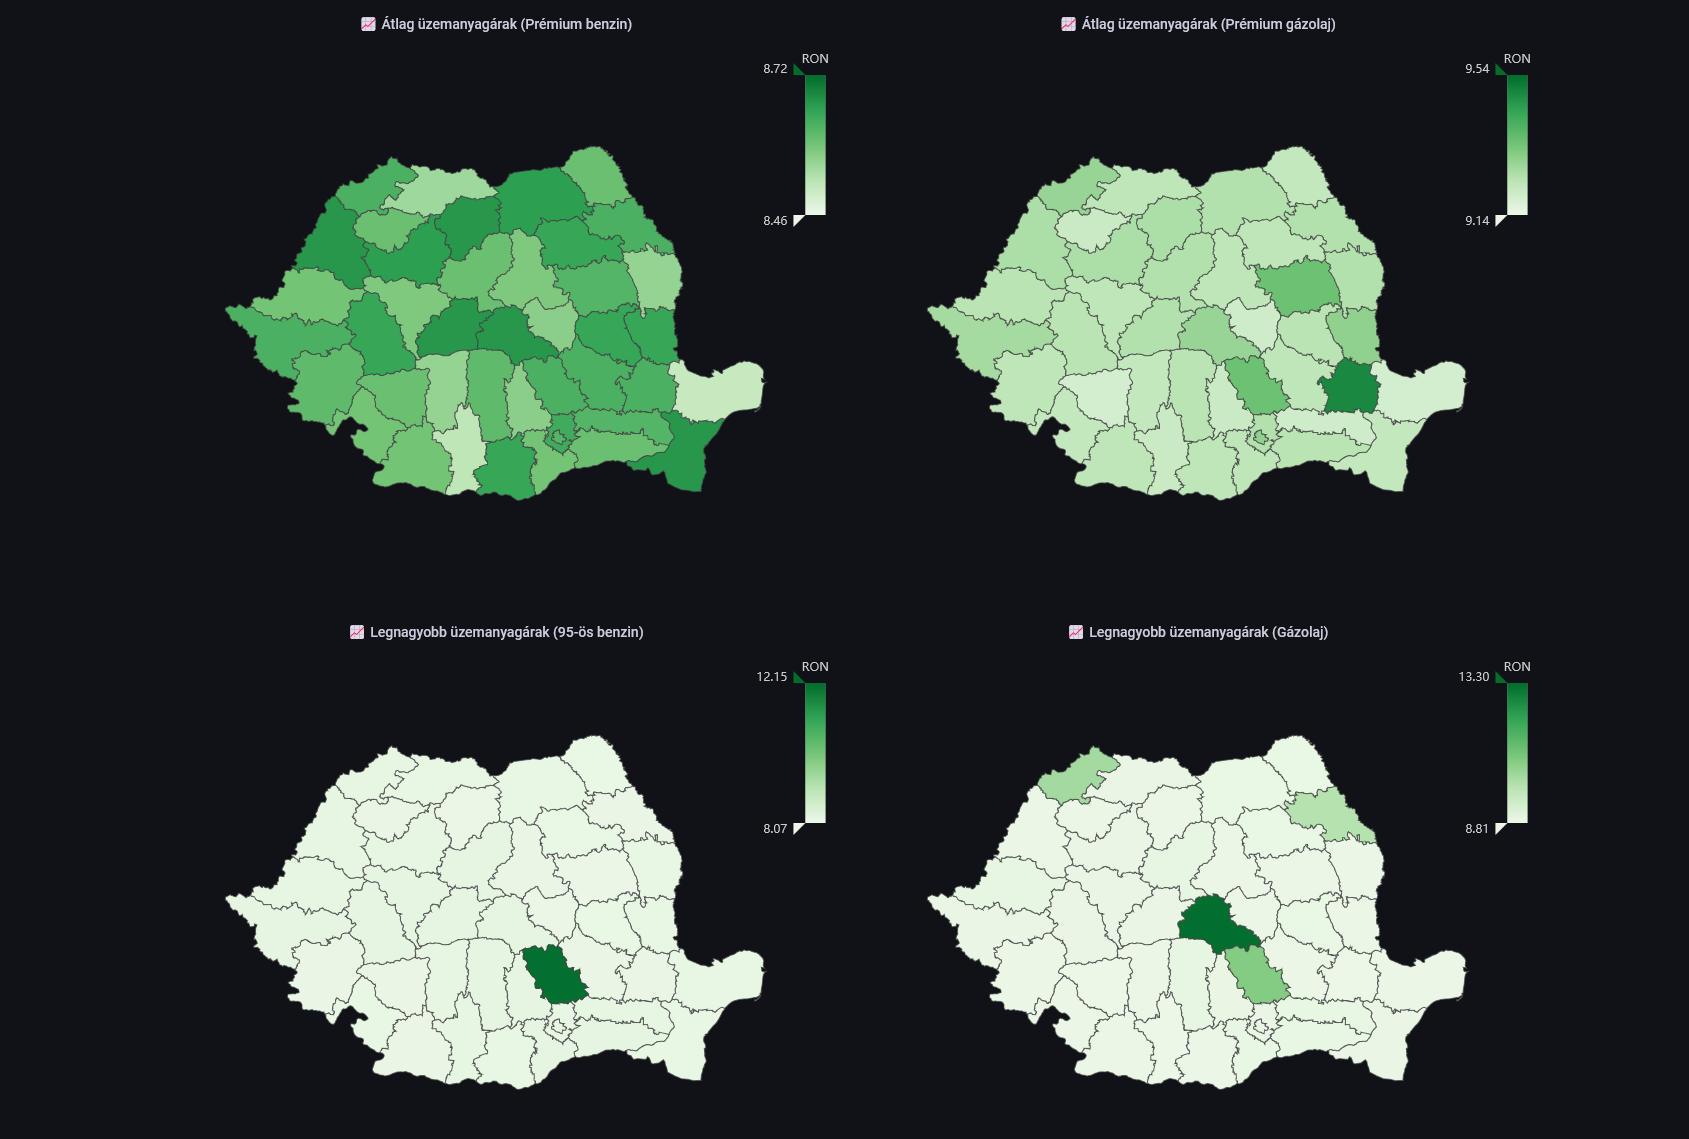 Átlag üzemanyagárak (Prémium benzin)
RON
8.72
8.46
Átlag üzemanyagárak (Prémium gázolaj)
RON
9.54
9.14
Legnagyobb üzemanyagárak (95-ös benzin)
RON
12.15
8.07
Legnagyobb üzemanyagárak (Gázolaj)
RON
13.30
8.81